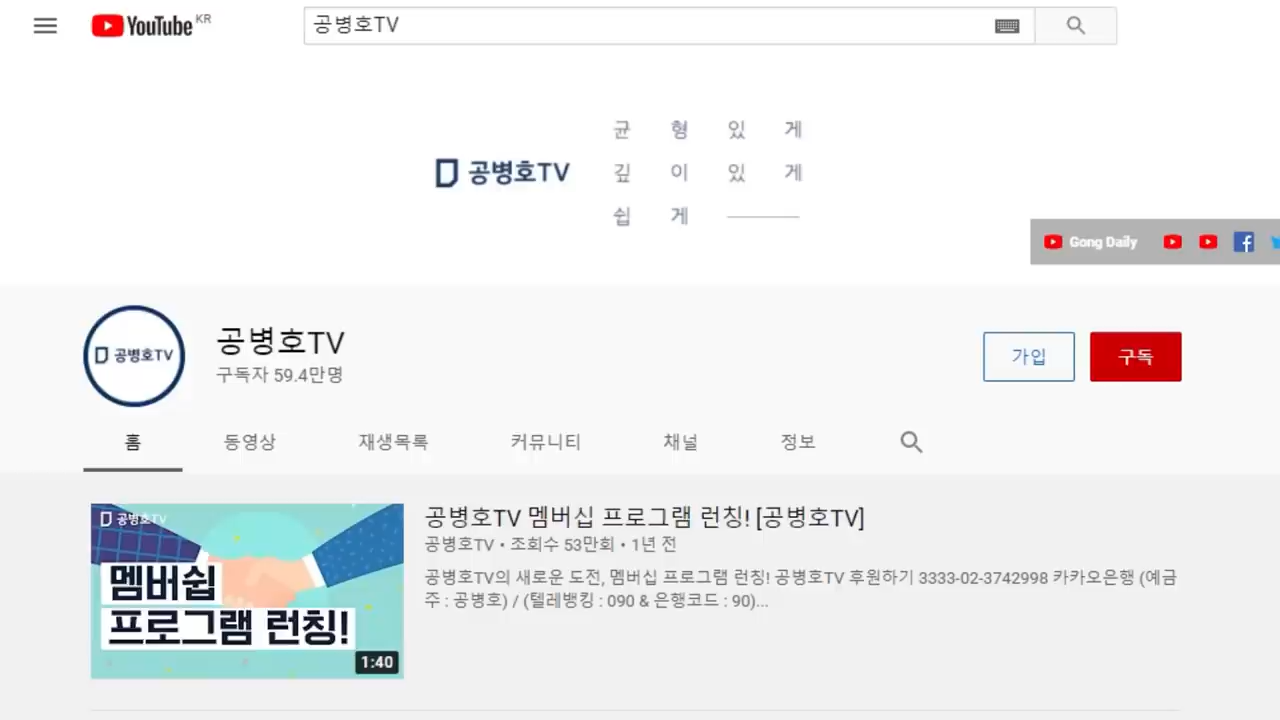 YouTube KR
공병호TV
공병호TV
균 형 있 게
깊 이 있 게
쉽 게
Gong Daily
공병호TV
공병호TV
구독자 59.4만명
가입
구독
홈
동영상
재생목록
커뮤니티
채널
정보
공병호TV
멤버쉽
프로그램 런칭!
1:40
공병호TV 멤버십 프로그램 런칭! [공병호TV]
공병호TV • 조회수 53만회 • 1년 전
공병호TV의 새로운 도전, 멤버십 프로그램 런칭! 공병호TV 후원하기 3333-02-3742998 카카오은행 (예금
주 : 공병호) / (텔레뱅킹 : 090 & 은행코드 : 90)...